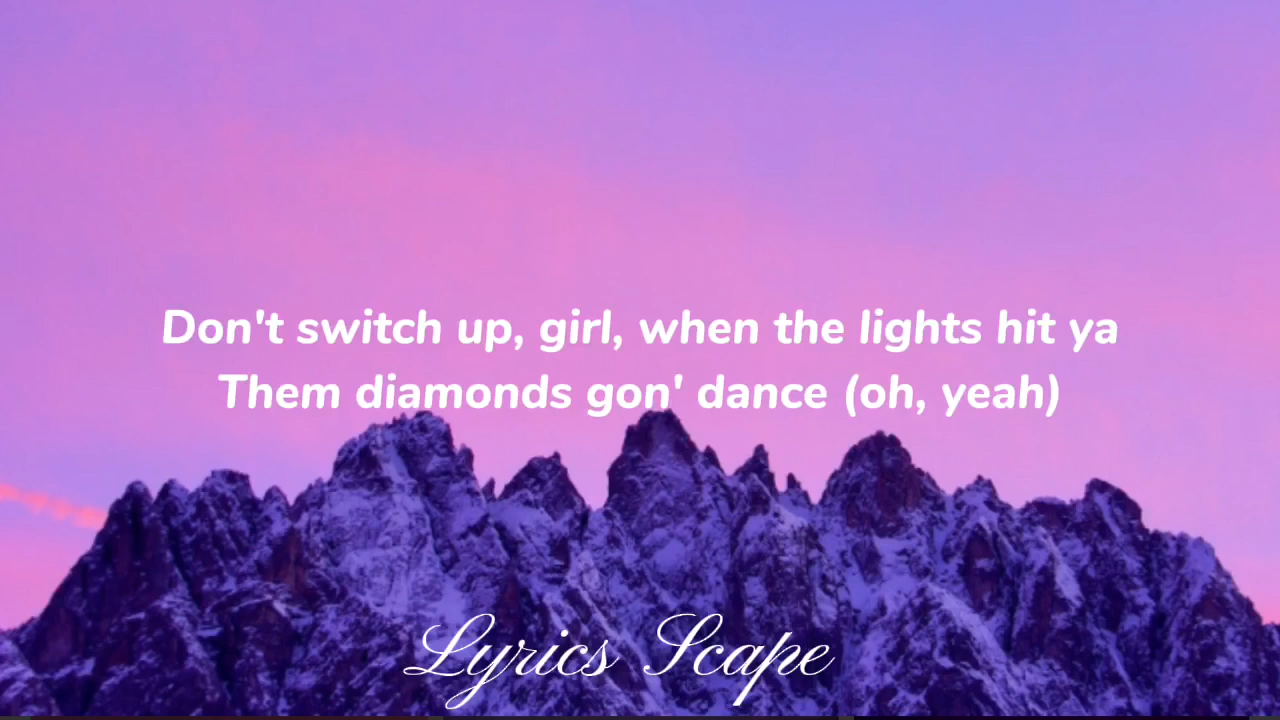 Don't switch up, girl, when the lights hit ya
Them diamonds gon' dance (oh, yeah)
Lyrics Scape